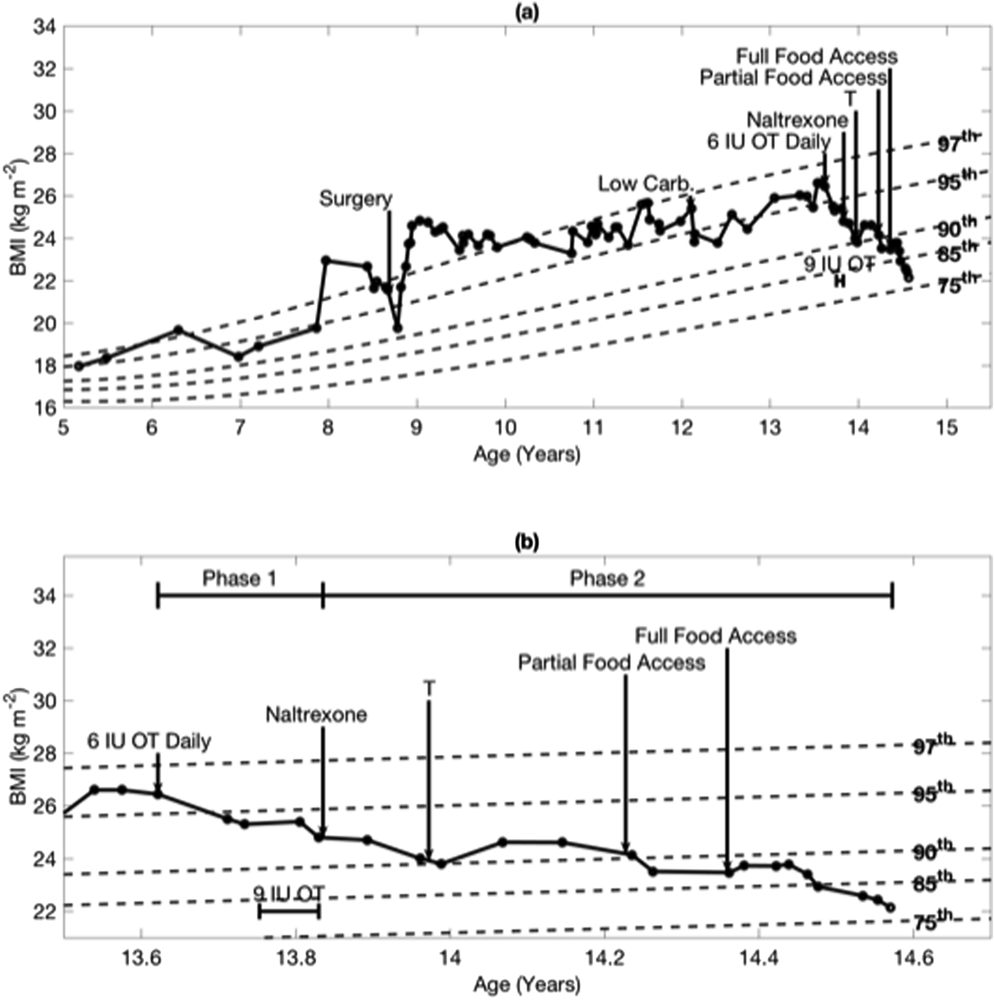 (a)
34
32
30
28
26
24
22
20
18
16
BMI (kg m-2)
Full Food Access
Partial Food Access
T
Naltrexone
6 IU OT Daily
Low Carb.
Surgery
9 IU OT
H
97th
95th
90th
85th
75th
5 6 7 8 9 10 11 12 13 14 15
Age (Years)
(b)
Phase 1 Phase 2
34
32
30
28
26
24
22
BMI (kg m-2)
Full Food Access
Partial Food Access
T
Naltrexone
6 IU OT Daily
9 IU OT
97th
95th
90th
85th
75th
13.6 13.8 14 14.2 14.4 14.6
Age (Years)